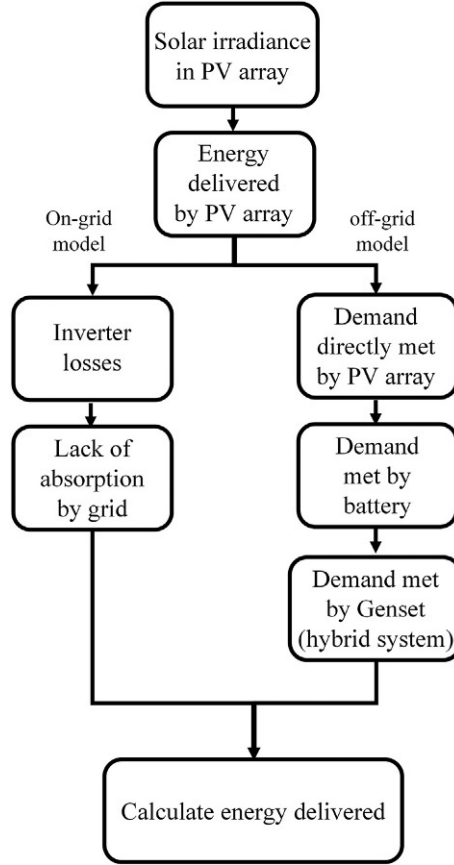 Solar irradiance
in PV array
Energy
delivered
by PV array
On-grid
model
off-grid
model
Inverter
losses
Demand
directly met
by PV array
Lack of
absorption
by grid
Demand
met by
battery
Demand met
by Genset
(hybrid system)
Calculate energy delivered